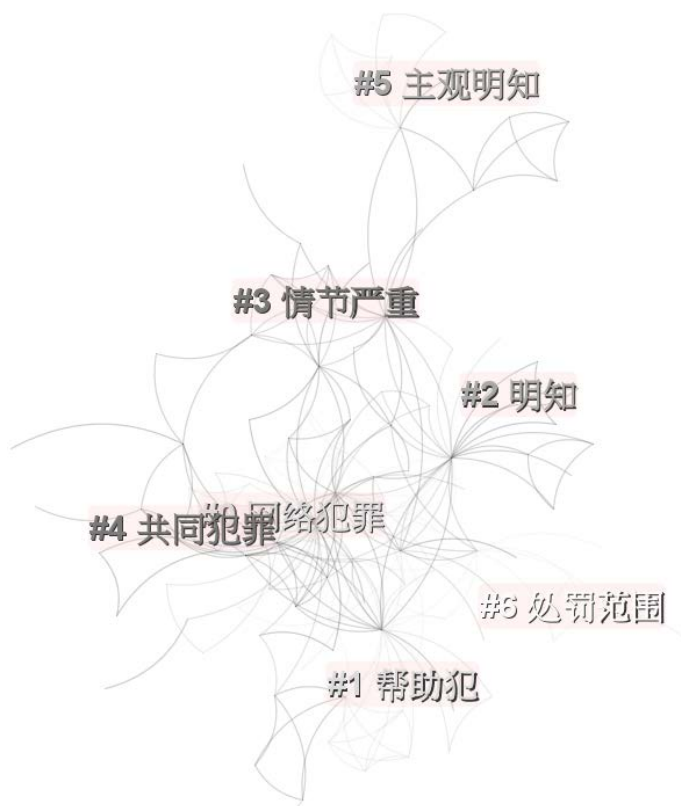 #5 主观明知
#3 情节严重
#2 明知
#0 网络犯罪
#4 共同犯罪
#6 处罚范围
#1 帮助犯